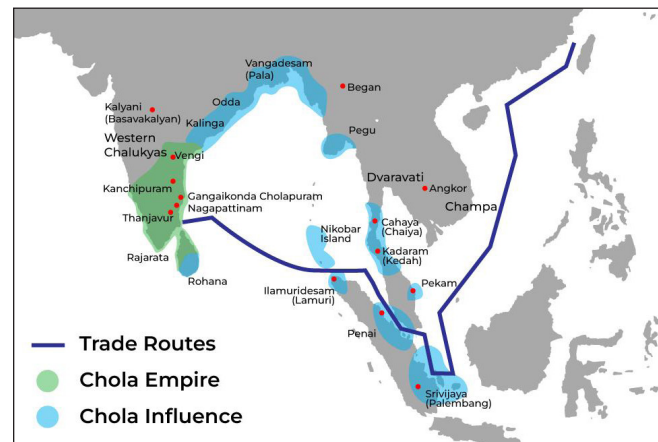 Vangadesam
(Pala)
Began
Odda
Kalyani
(Basavakalyan)
Kalinga
Pegu
Western
Chalukyas
Vengi
Dvaravati
Kanchipuram
Angkor
Gangaikonda Cholapuram
Nagapattinam
Champa
Thanjavur
Cahaya
(Chaiya)
Nikobar
Island
Kadaram
(Kedah)
Rajarata
Rohana
Ilamuridesam
(Lamuri)
Pekam
Penai
Srivijaya
(Palembang)
Trade Routes
Chola Empire
Chola Influence